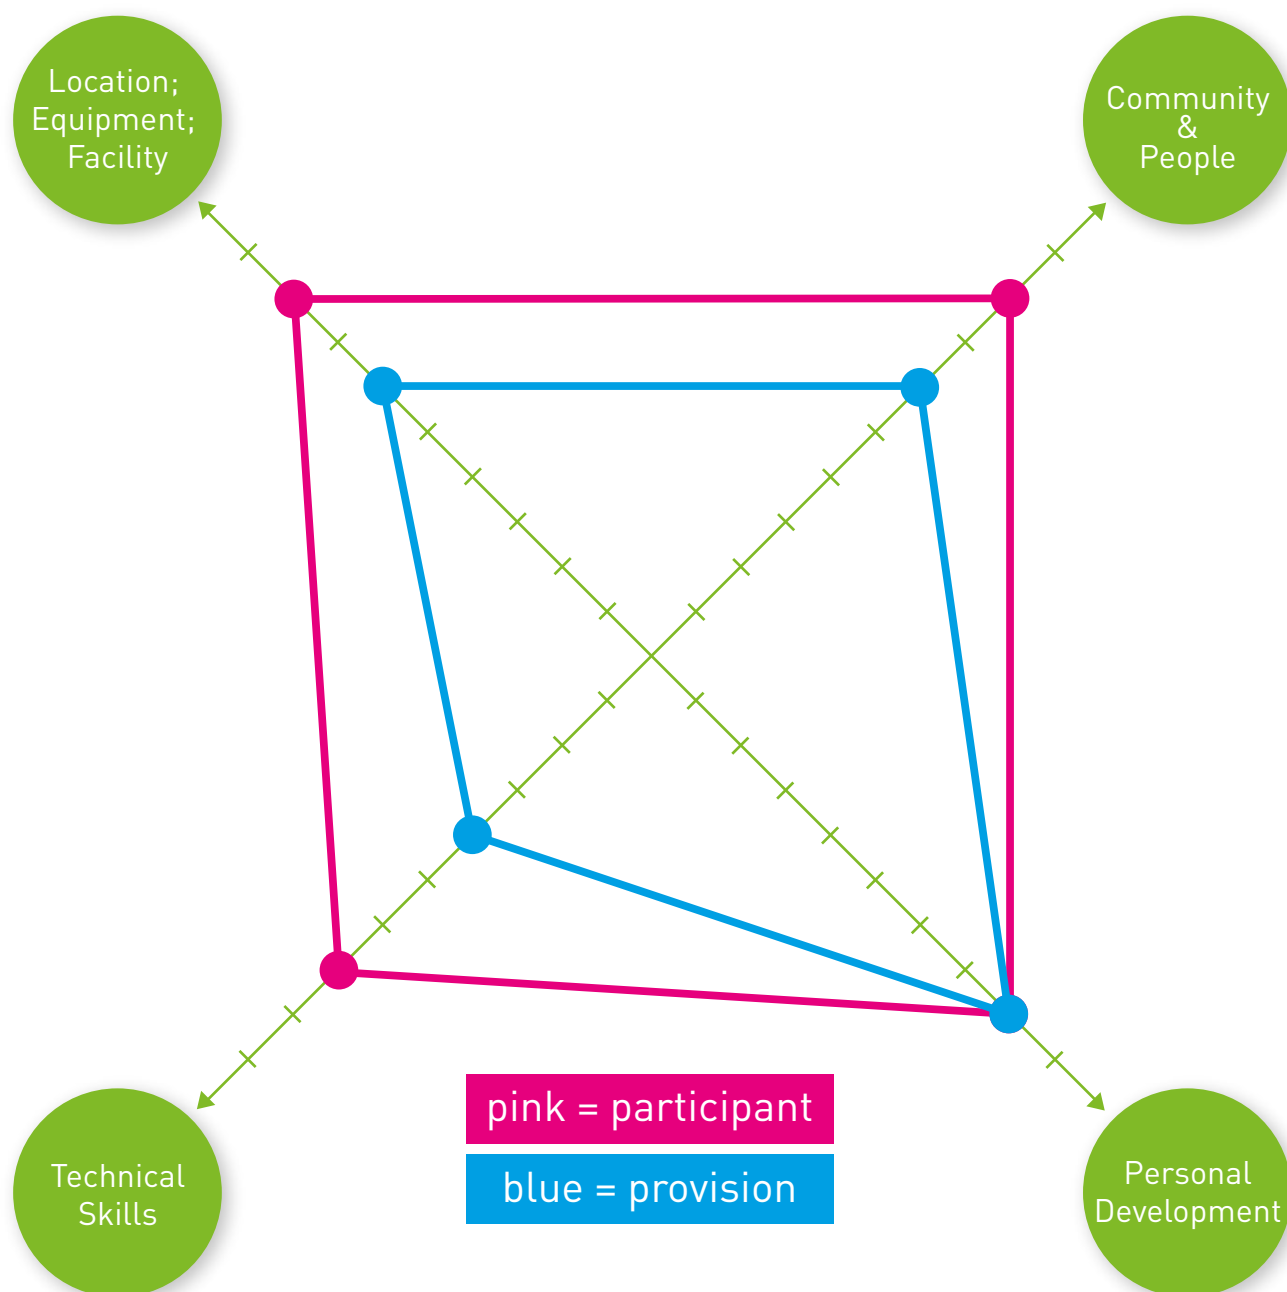 Location;
Equipment;
Facility
Community
&
People
Technical
Skills
Personal
Development
pink = participant
blue = provision